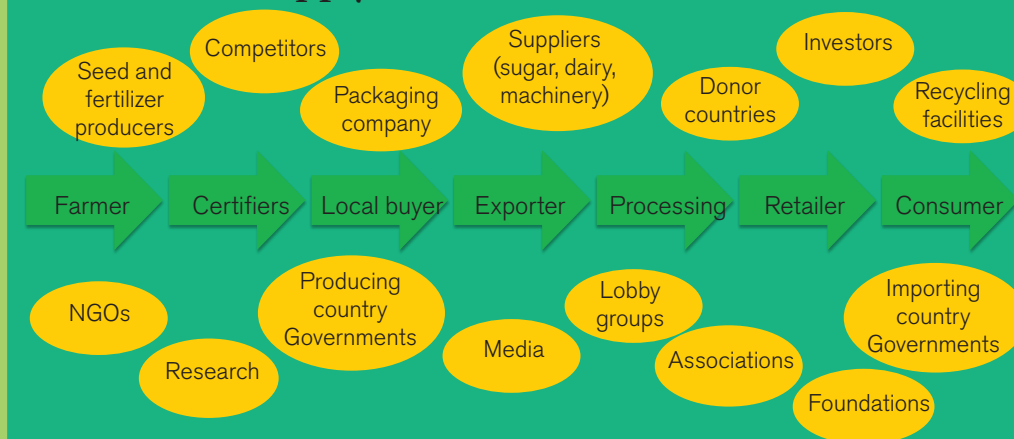 Competitors
Suppliers
(sugar, dairy,
machinery)
Investors
Seed and
fertilizer
producers
Packaging
company
Donor
countries
Recycling
facilities
Farmer
Certifiers
Local buyer
Exporter
Processing
Retailer
Consumer
NGOs
Research
Producing
country
Governments
Media
Lobby
groups
Associations
Importing
country
Governments
Foundations